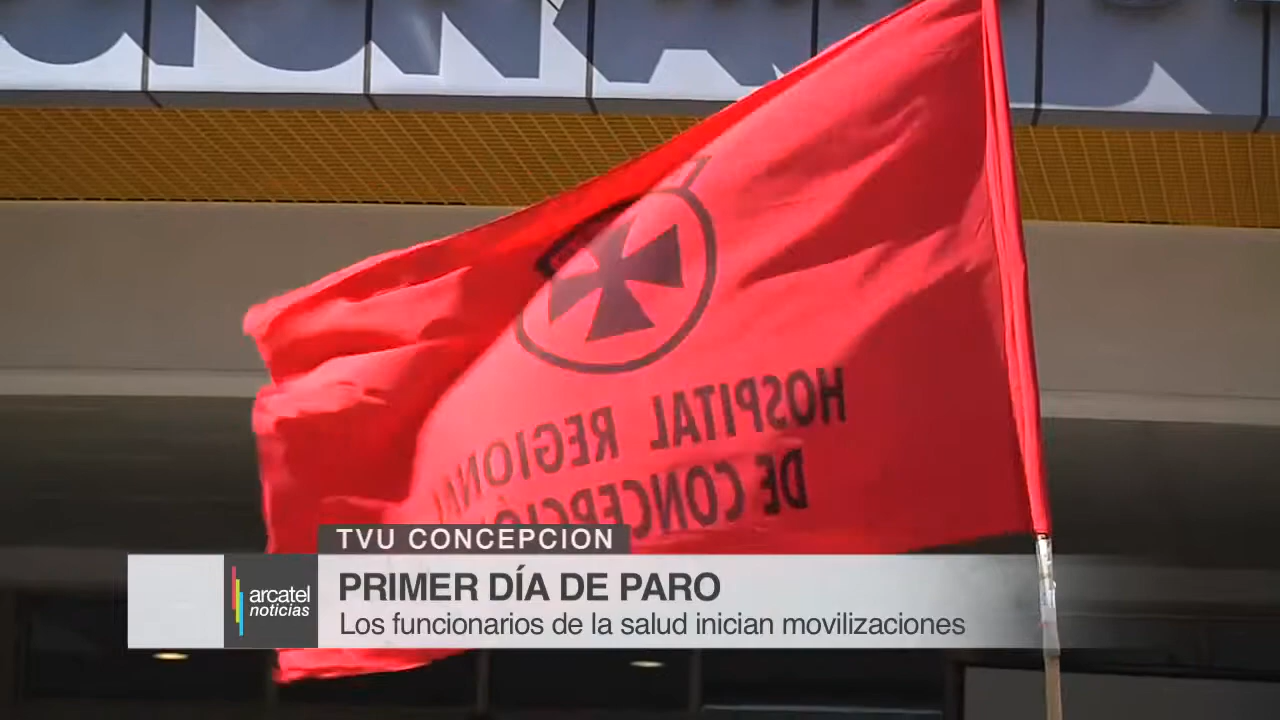 HOSPITAL REGIONAL
DE CONCEPCIÓN
TVU CONCEPCION
arcatel
noticias
PRIMER DÍA DE PARO
Los funcionarios de la salud inician movilizaciones